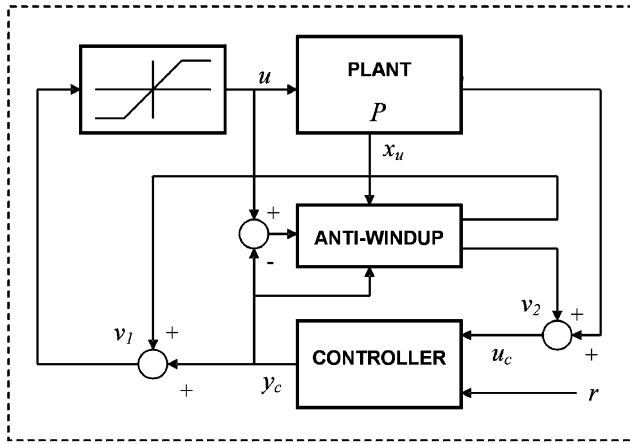 u
PLANT
P
x_u
+
ANTI-WINDUP
-
v_2
v_1
+
+
+
+
CONTROLLER
u_c
y_c
r